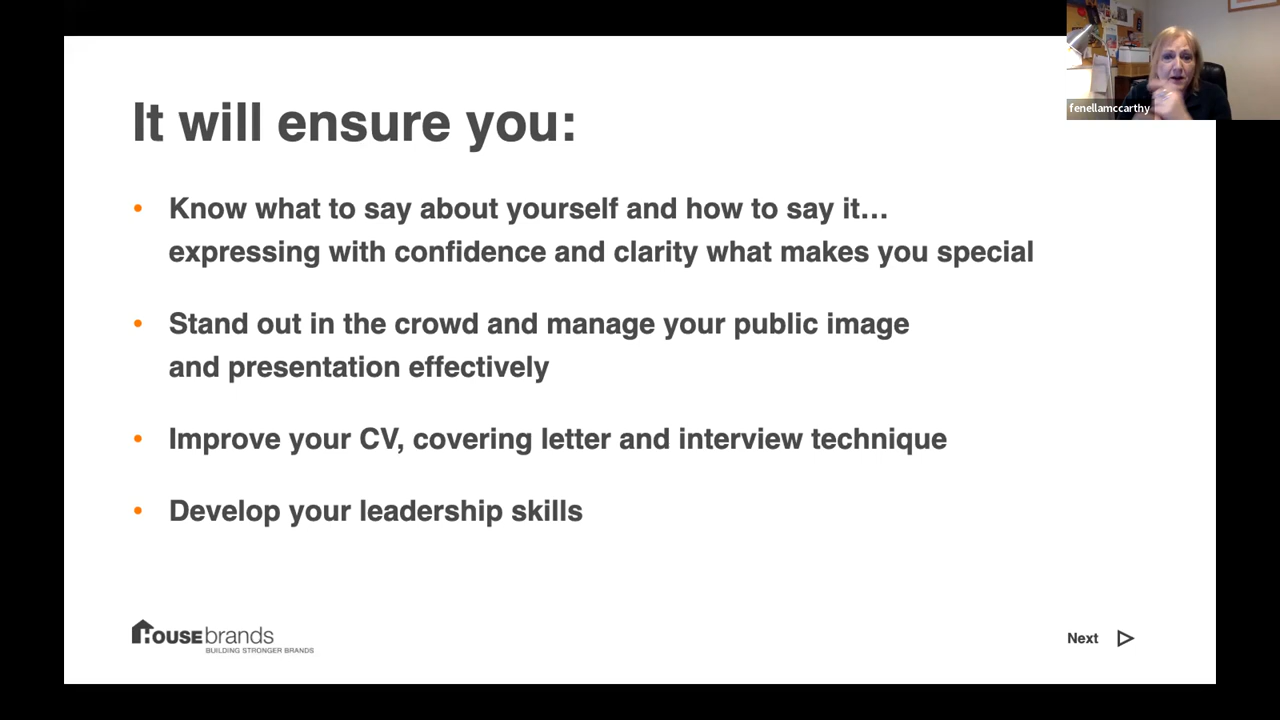 It will ensure you:
fenellamccarthy
• Know what to say about yourself and how to say it...
expressing with confidence and clarity what makes you special
• Stand out in the crowd and manage your public image
and presentation effectively
• Improve your CV, covering letter and interview technique
• Develop your leadership skills
HOUSEbrands
BUILDING STRONGER BRANDS
Next